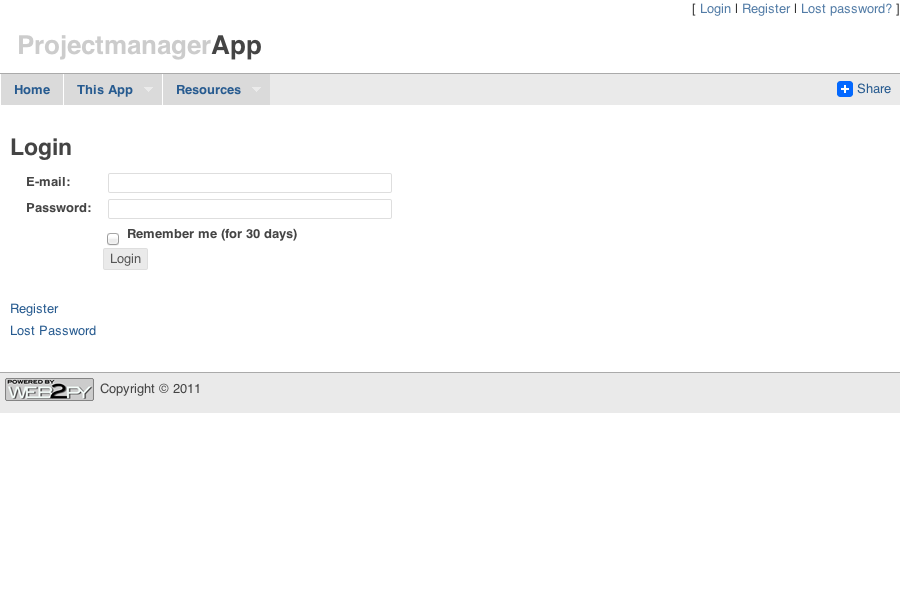 [ Login | Register | Lost password? ]
ProjectmanagerApp
Home This App Resources Share
Login
E-mail:
Password:
Remember me (for 30 days)
Login
Register
Lost Password
POWERED BY
WEB2PY
Copyright © 2011